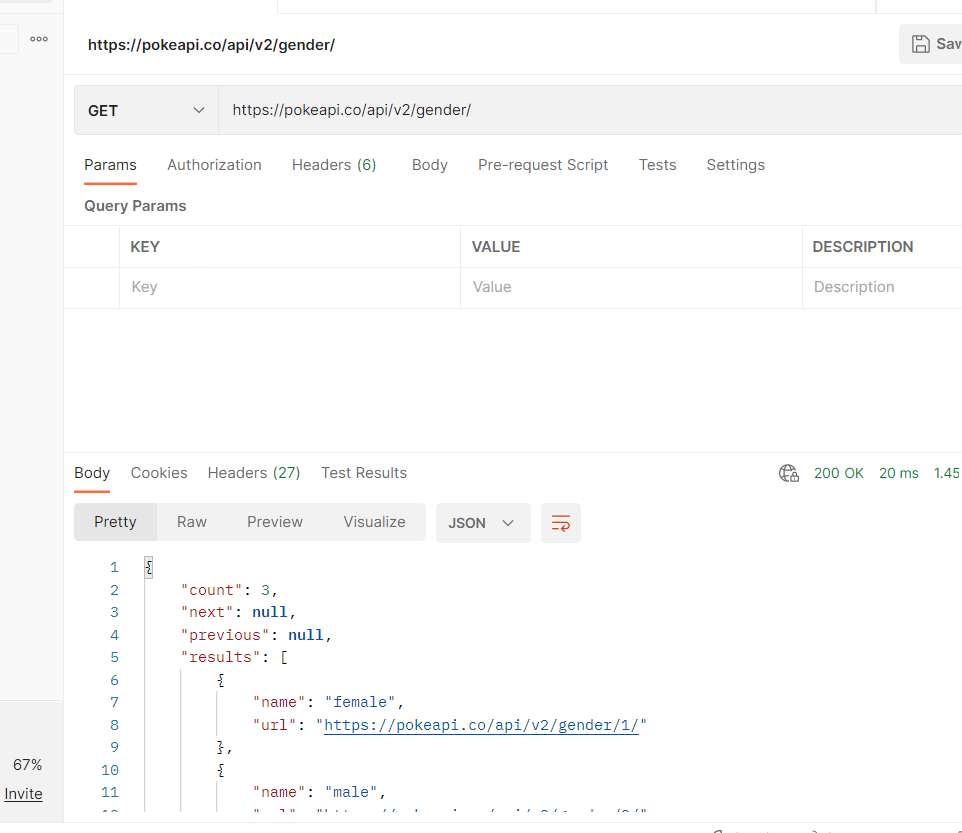 https://pokeapi.co/api/v2/gender/
Sav
GET https://pokeapi.co/api/v2/gender/
Params Authorization Headers (6) Body Pre-request Script Tests Settings
Query Params
KEY VALUE DESCRIPTION
Key Value Description
Body Cookies Headers (27) Test Results 200 OK 20 ms 1.45
Pretty Raw Preview Visualize JSON
1 {
2 "count": 3,
3 "next": null,
4 "previous": null,
5 "results": [
6 {
7 "name": "female",
8 "url": "https://pokeapi.co/api/v2/gender/1/"
9 },
10 {
11 "name": "male",
67%
Invite